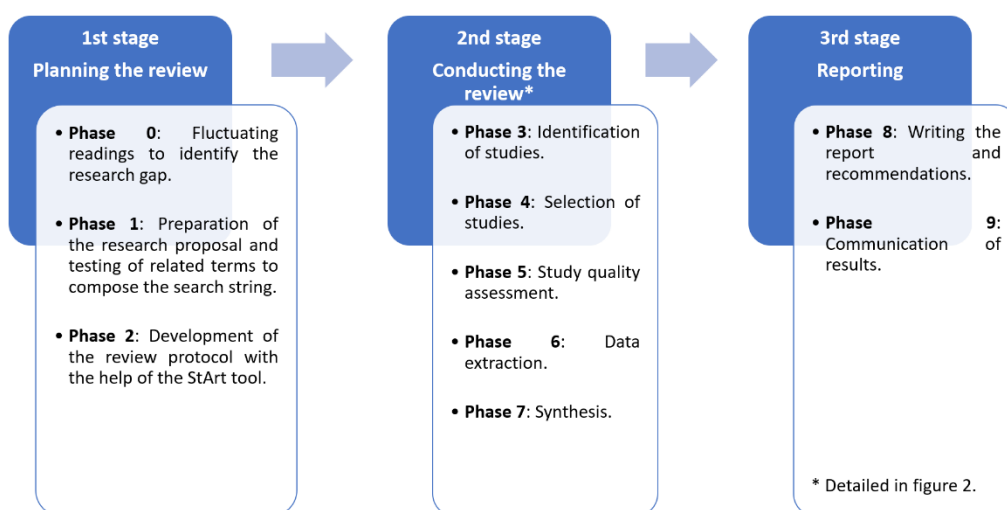 1st stage
Planning the review
• Phase 0: Fluctuating
readings to identify the
research gap.
• Phase 1: Preparation of
the research proposal and
testing of related terms to
compose the search string.
• Phase 2: Development of
the review protocol with
the help of the StArt tool.
2nd stage
Conducting the
review*
• Phase 3: Identification
of studies.
• Phase 4: Selection of
studies.
• Phase 5: Study quality
assessment.
• Phase 6: Data
extraction.
• Phase 7: Synthesis.
3rd stage
Reporting
• Phase 8: Writing the
report and
recommendations.
• Phase 9:
Communication of
results.
* Detailed in figure 2.